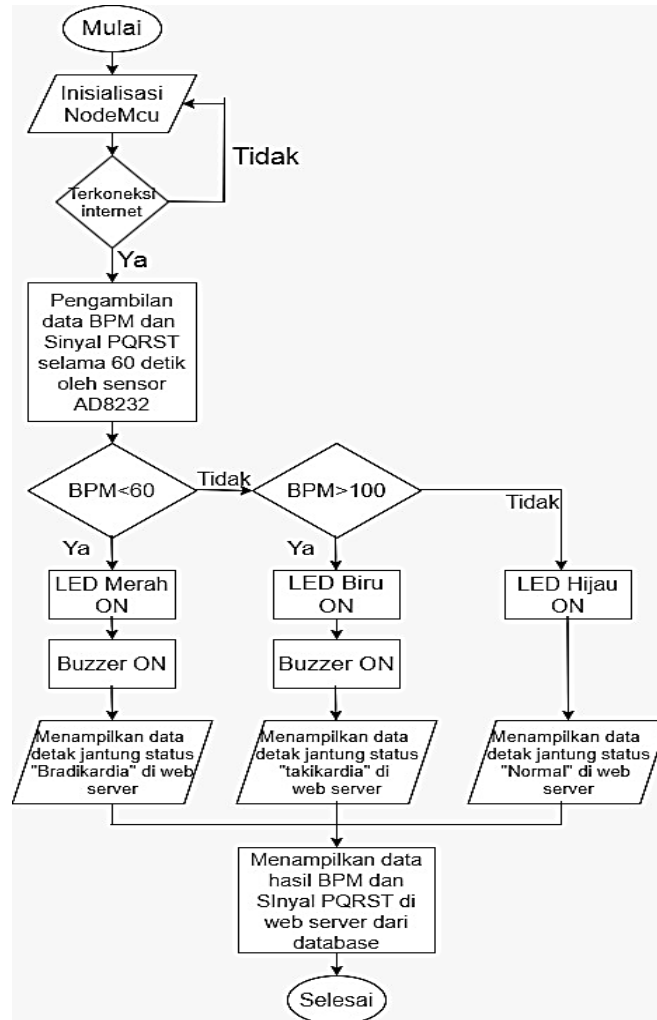 Mulai
Inisialisasi
NodeMcu
Tidak
Terkoneksi
internet
Ya
Pengambilan
data BPM dan
Sinyal PQRST
selama 60 detik
oleh sensor
AD8232
BPM<60
Tidak
BPM>100
Tidak
Ya
Ya
LED Merah
ON
LED Biru
ON
LED Hijau
ON
Buzzer ON
Buzzer ON
Menampilkan data
detak jantung status
"Bradikardia" di web
server
Menampilkan data
detak jantung status
"takikardia" di
web server
Menampilkan data
detak jantung status
"Normal" di web
server
Menampilkan data
hasil BPM dan
SInyal PQRST di
web server dari
database
Selesai